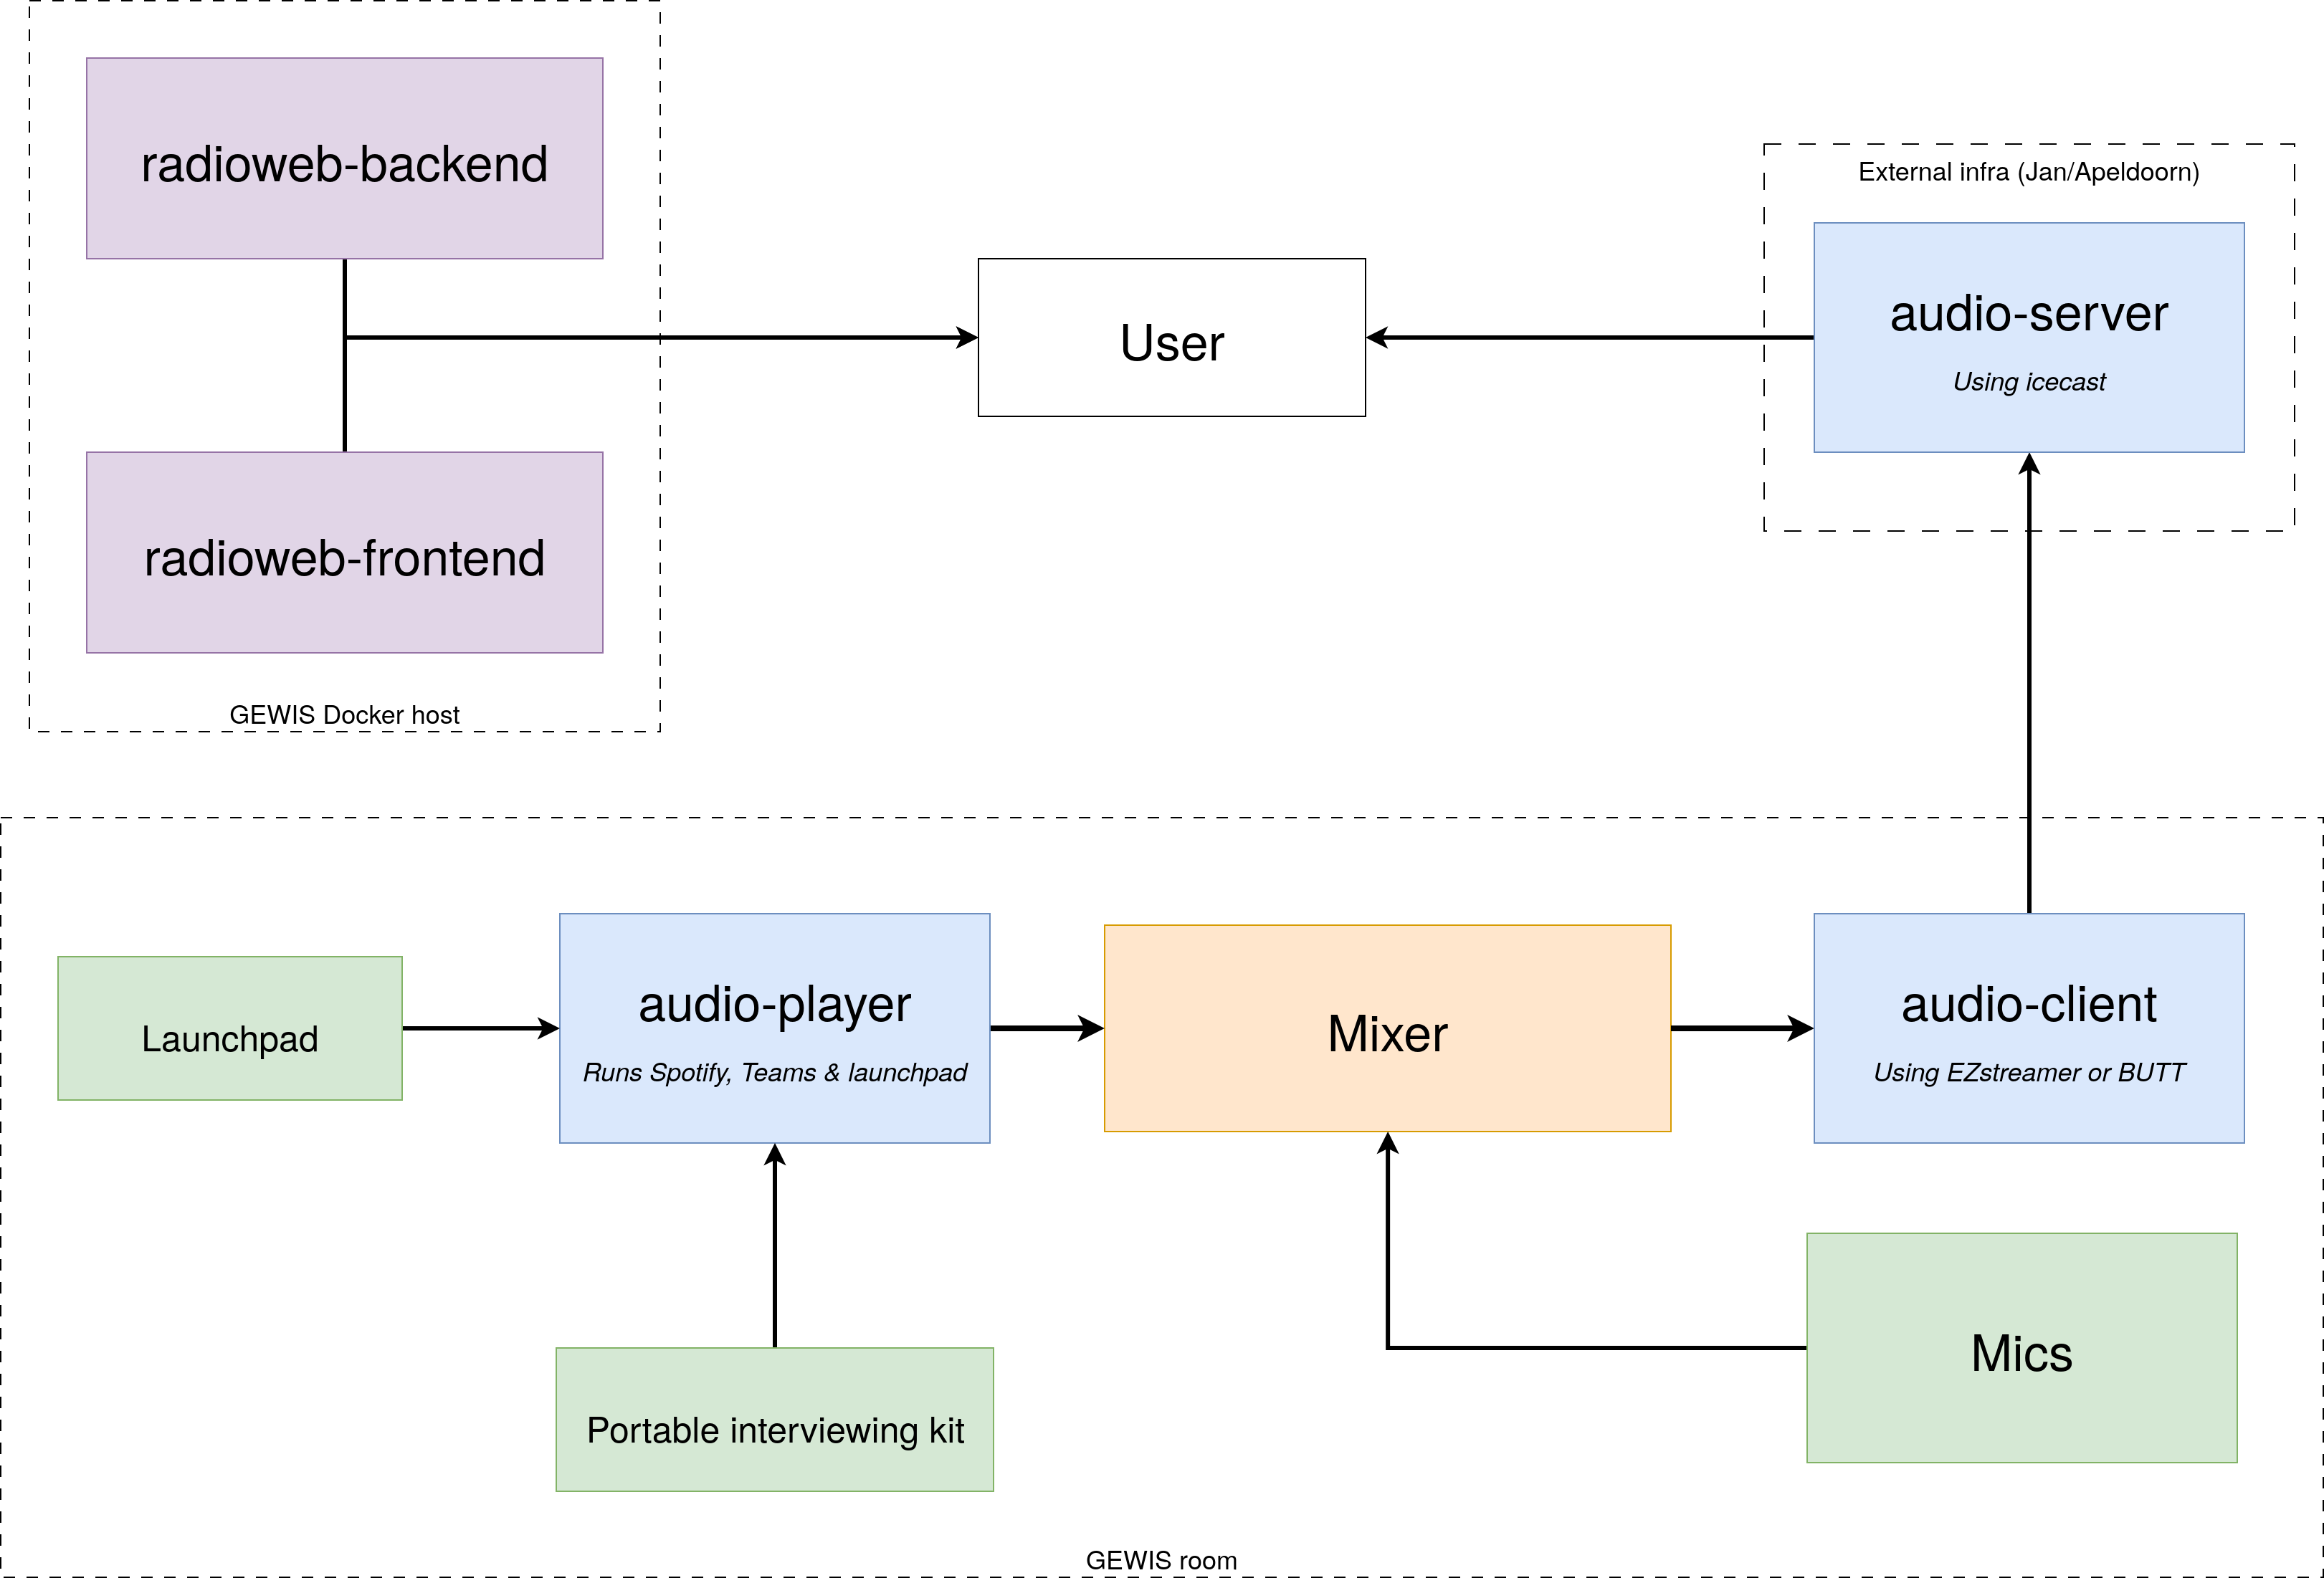 radioweb-backend
radioweb-frontend
GEWIS Docker host
User
External infra (Jan/Apeldoorn)
audio-server
Using icecast
Launchpad
audio-player
Runs Spotify, Teams & launchpad
Mixer
audio-client
Using EZstreamer or BUTT
Portable interviewing kit
Mics
GEWIS room